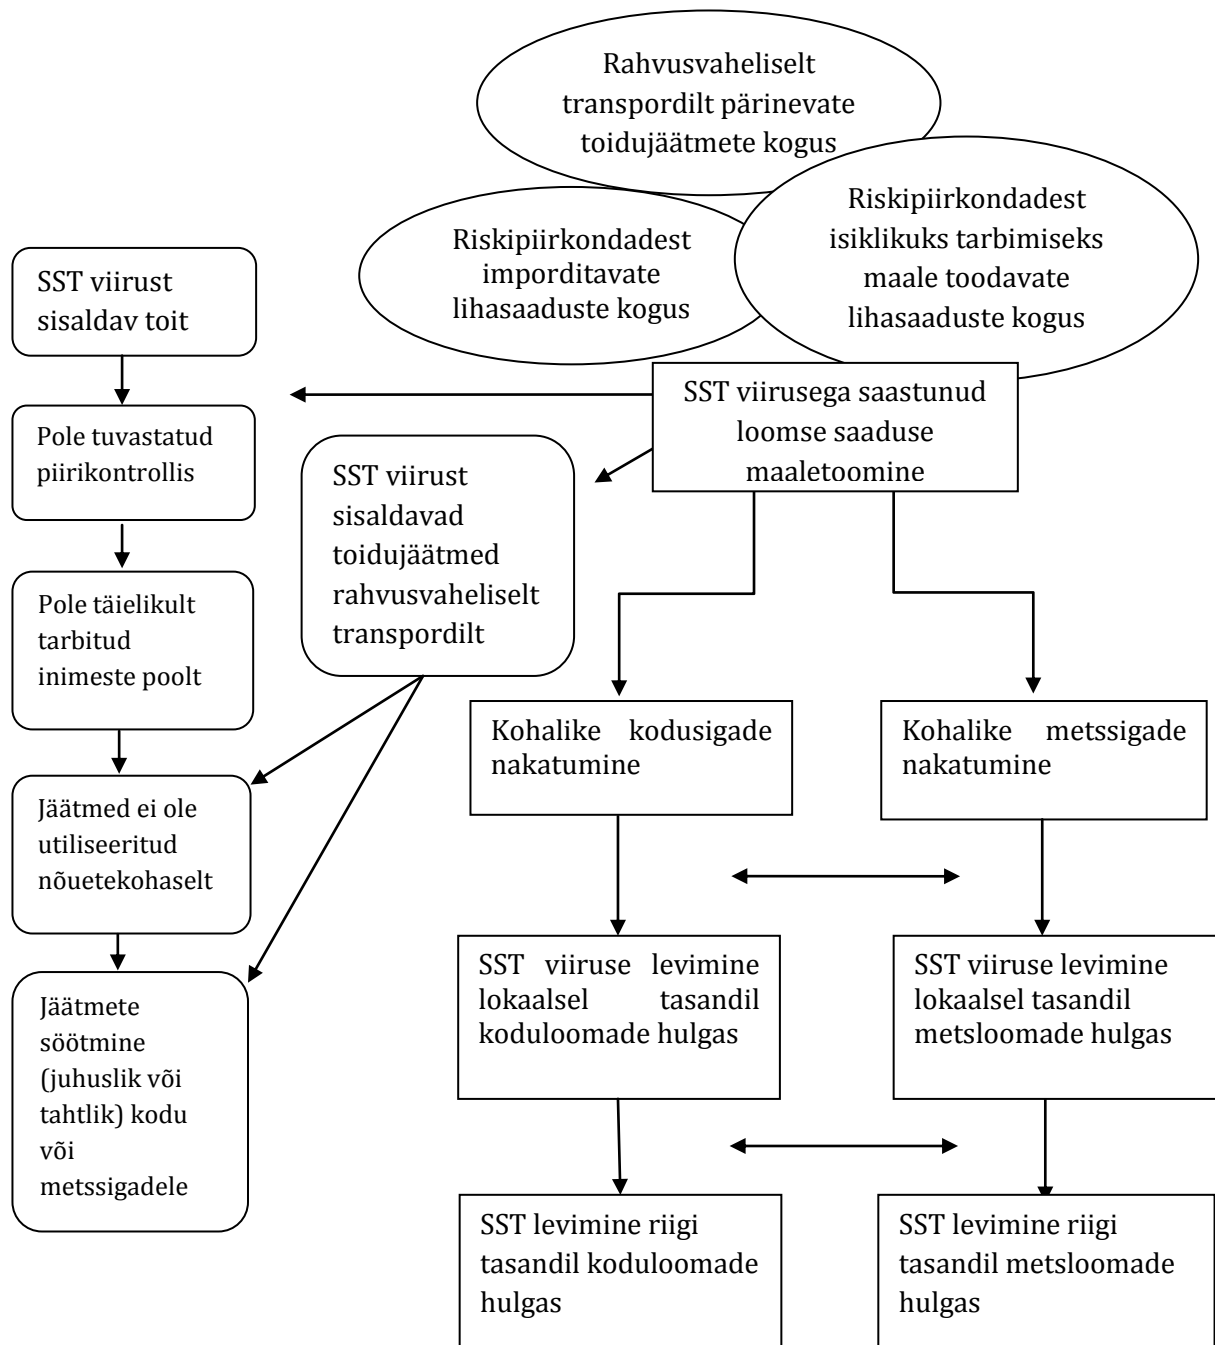 Rahvusvaheliselt
transpordilt pärinevate
toidujäätmete kogus
Riskipiirkondadest
isiklikuks tarbimiseks
maale toodavate
lihasaaduste kogus
Riskipiirkondadest
imporditavate
lihasaaduste kogus
SST viirust
sisaldav toit
SST viirusega saastunud
loomse saaduse
maaletoomine
Pole tuvastatud
piirikontrollis
SST viirust
sisaldavad
toidujäätmed
rahvusvaheliselt
transpordilt
Pole täielikult
tarbitud
inimeste poolt
Kohalike kodusigade
nakatumine
Kohalike metssigade
nakatumine
Jäätmed ei ole
utiliseeritud
nõuetekohaselt
SST viiruse levimine
lokaalsel tasandil
koduloomade hulgas
SST viiruse levimine
lokaalsel tasandil
metsloomade hulgas
Jäätmete
söötmine
(juhuslik või
tahtlik) kodu
või
metssigadele
SST levimine riigi
tasandil koduloomade
hulgas
SST levimine riigi
tasandil metsloomade
hulgas